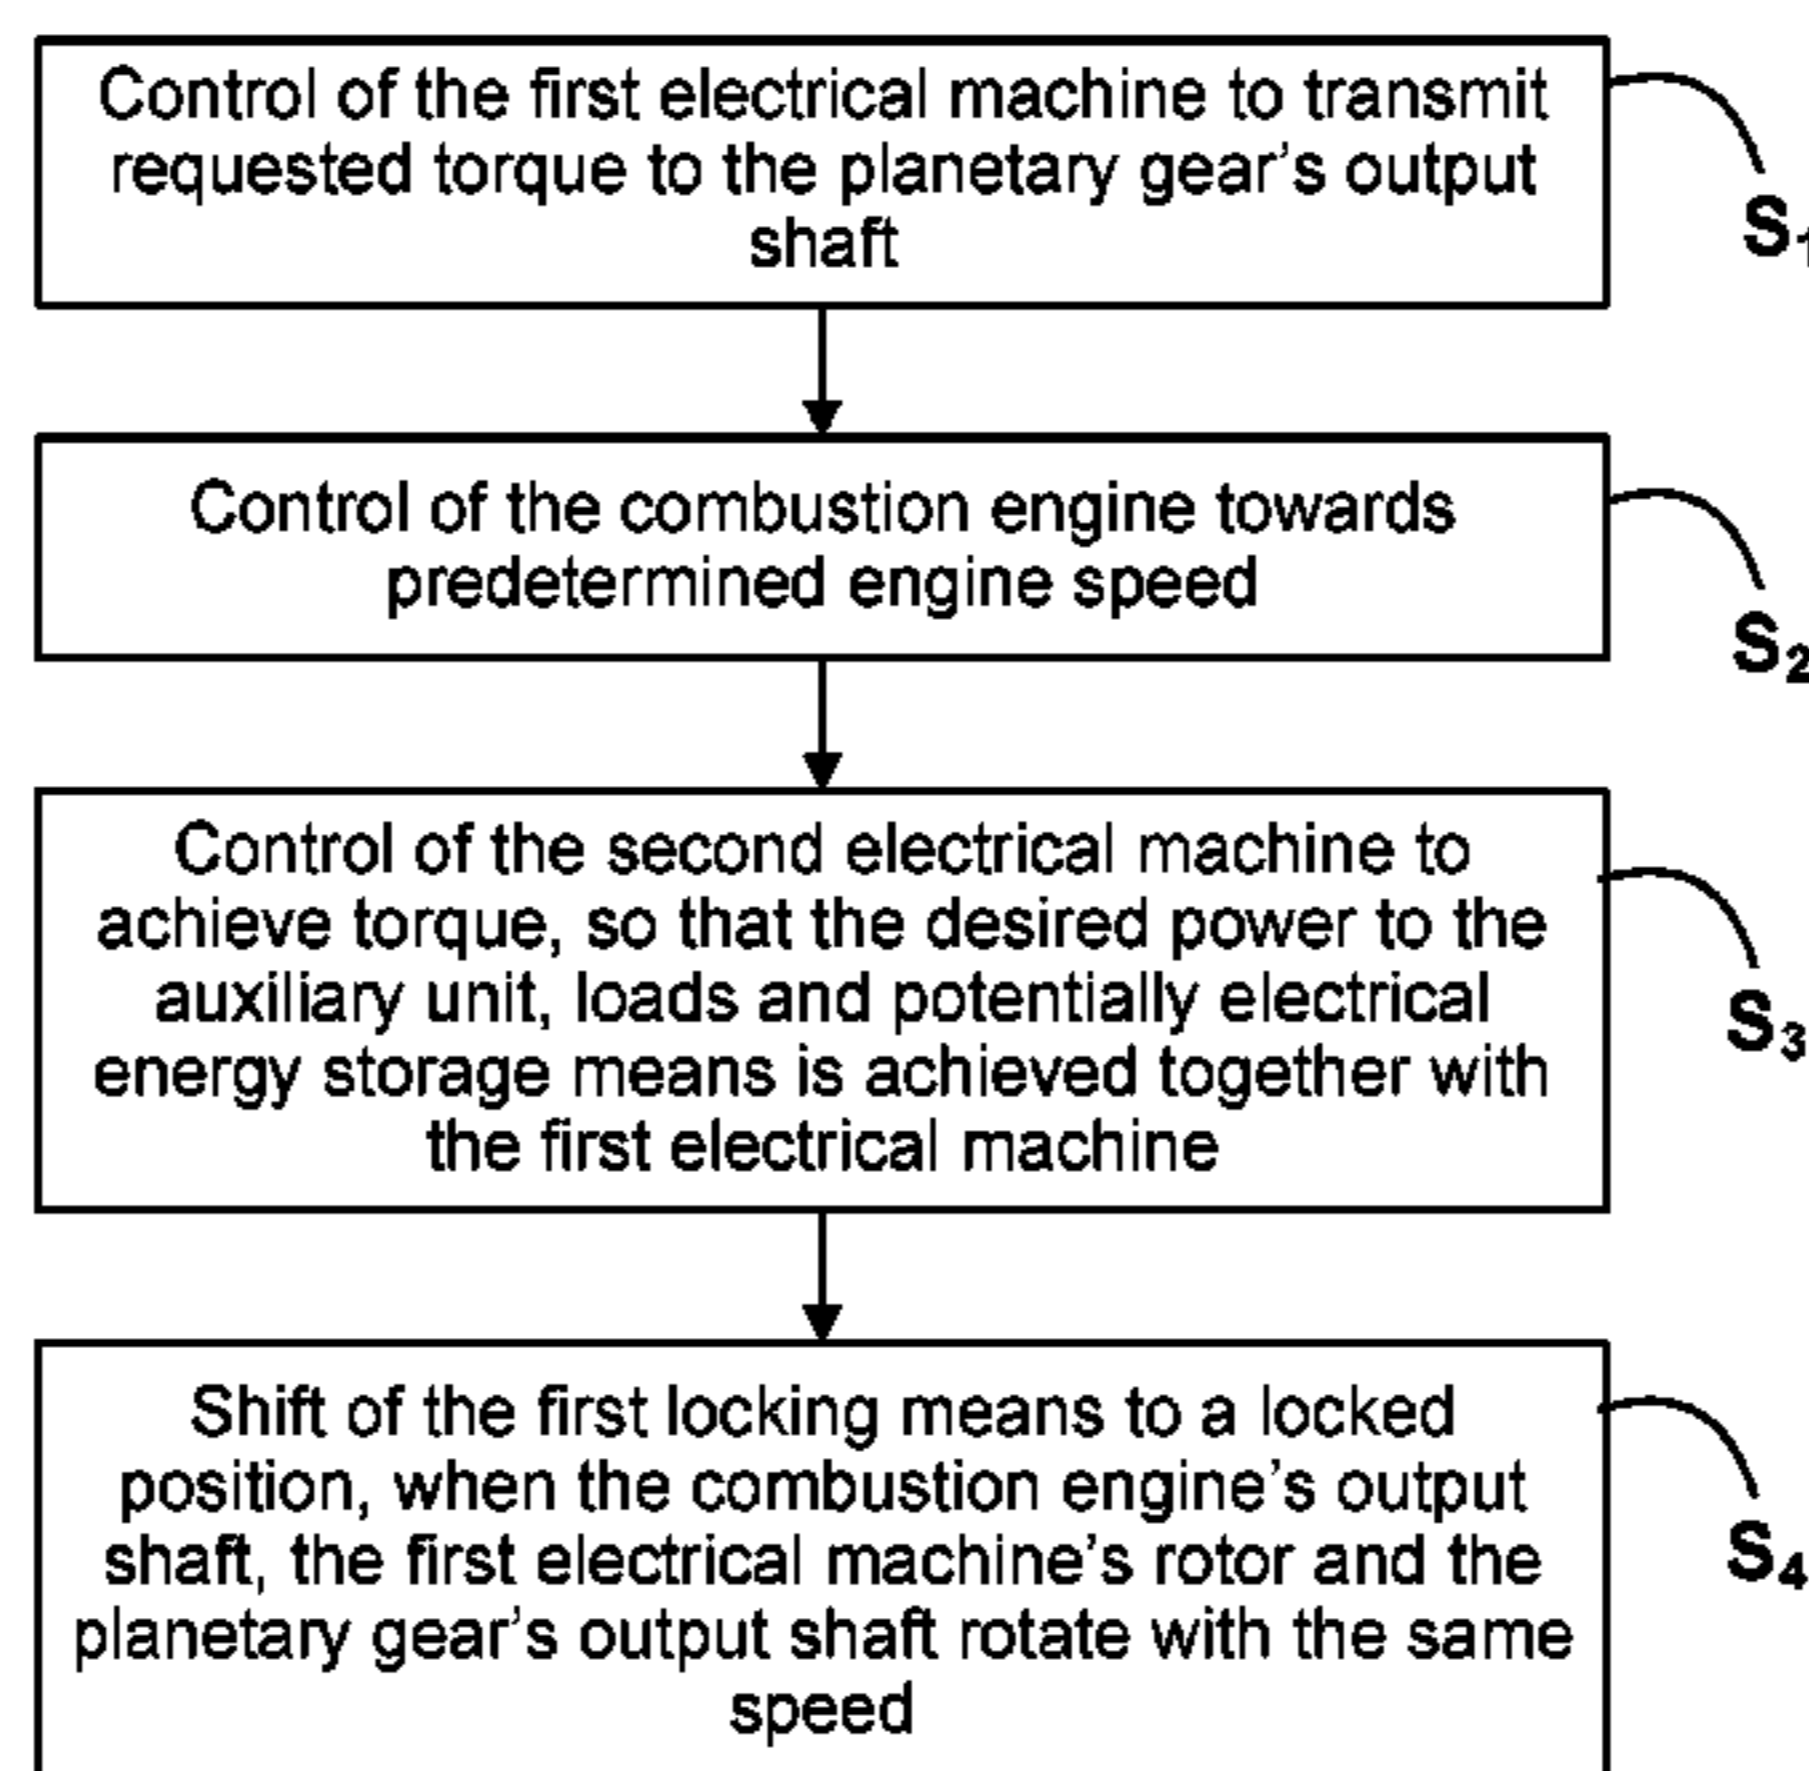 Control of the first electrical machine to transmit
requested torque to the planetary gear's output
shaft
S1
Control of the combustion engine towards
predetermined engine speed
S2
Control of the second electrical machine to
achieve torque, so that the desired power to the
auxiliary unit, loads and potentially electrical
energy storage means is achieved together with
the first electrical machine
S3
Shift of the first locking means to a locked
position, when the combustion engine's output
shaft, the first electrical machine's rotor and the
planetary gear's output shaft rotate with the same
speed
S4